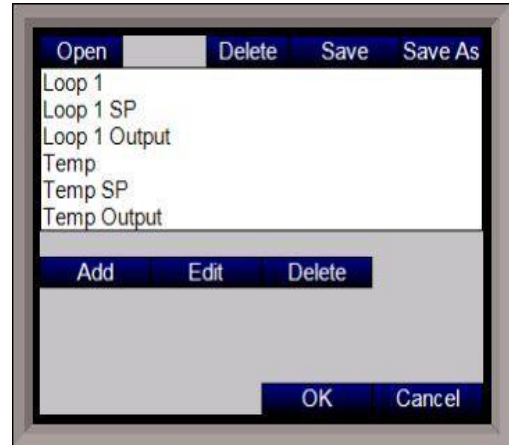 Open Delete Save Save As
Loop 1
Loop 1 SP
Loop 1 Output
Temp
Temp SP
Temp Output
Add Edit Delete
OK Cancel